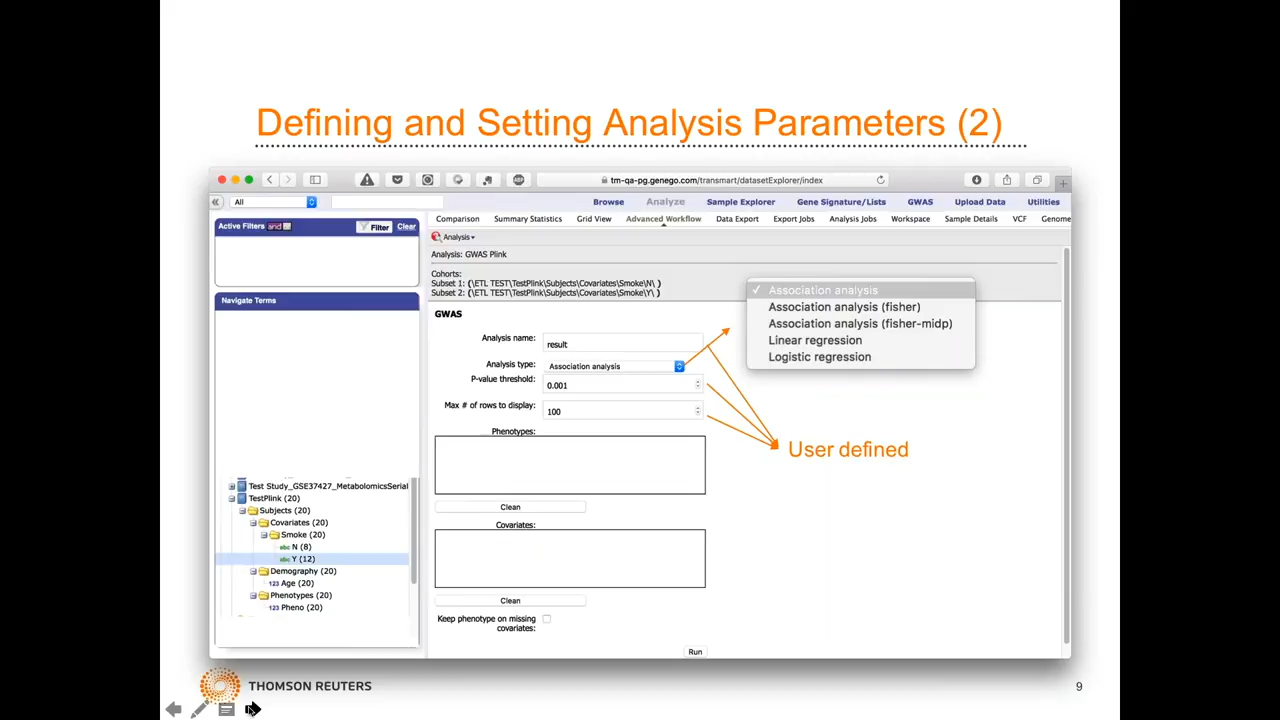 Defining and Setting Analysis Parameters (2)
tm-qa-pg.genego.com/transmart/datasetExplorer/index
All
Browse Analyze Sample Explorer Gene Signature/Lists GWAS Upload Data Utilities
Active Filters and Filter Clear
Comparison Summary Statistics Grid View Advanced Workflow Data Export Export Jobs Analysis Jobs Workspace Sample Details VCF Genome
Analysis
Analysis: GWAS Plink
Cohorts:
Subset 1: (\ETL TEST\TestPlink\Subjects\Covariates\Smoke\N\ )
Subset 2: (\ETL TEST\TestPlink\Subjects\Covariates\Smoke\Y\ )
Navigate Terms
GWAS
Analysis name: result
Analysis type: Association analysis
P-value threshold: 0.001
Max # of rows to display: 100
Phenotypes:
Clean
Covariates:
Clean
Keep phenotype on missing
covariates:
Run
✓ Association analysis
Association analysis (fisher)
Association analysis (fisher-midp)
Linear regression
Logistic regression
User defined
Test Study_GSE37427_MetabolomicsSerial
TestPlink (20)
Subjects (20)
Covariates (20)
Smoke (20)
abc N (8)
abc Y (12)
Demography (20)
123 Age (20)
Phenotypes (20)
123 Pheno (20)
THOMSON REUTERS
9